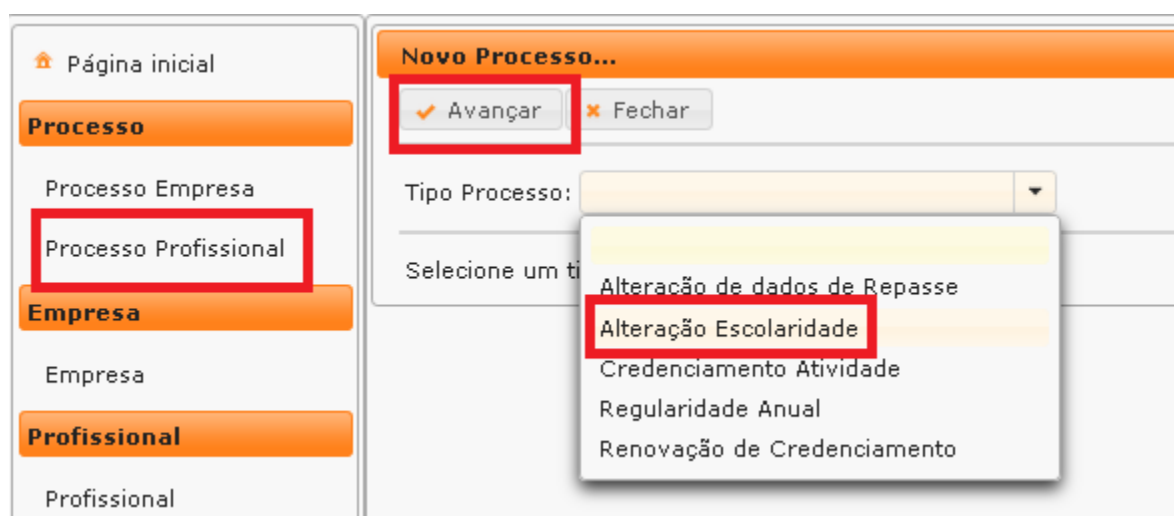 Página inicial
Processo
Processo Empresa
Processo Profissional
Empresa
Empresa
Profissional
Profissional
Novo Processo...
Avançar
Fechar
Tipo Processo:
Selecione um ti
Alteração de dados de Repasse
Alteração Escolaridade
Credenciamento Atividade
Regularidade Anual
Renovação de Credenciamento